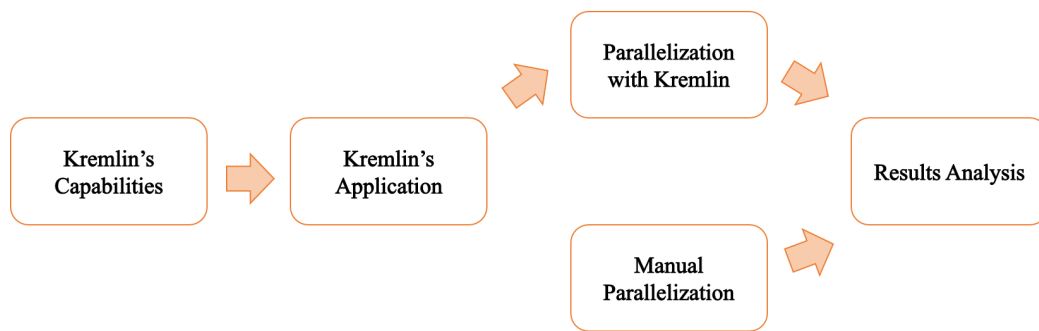 Kremlin’s
Capabilities
Kremlin’s
Application
Parallelization
with Kremlin
Manual
Parallelization
Results Analysis